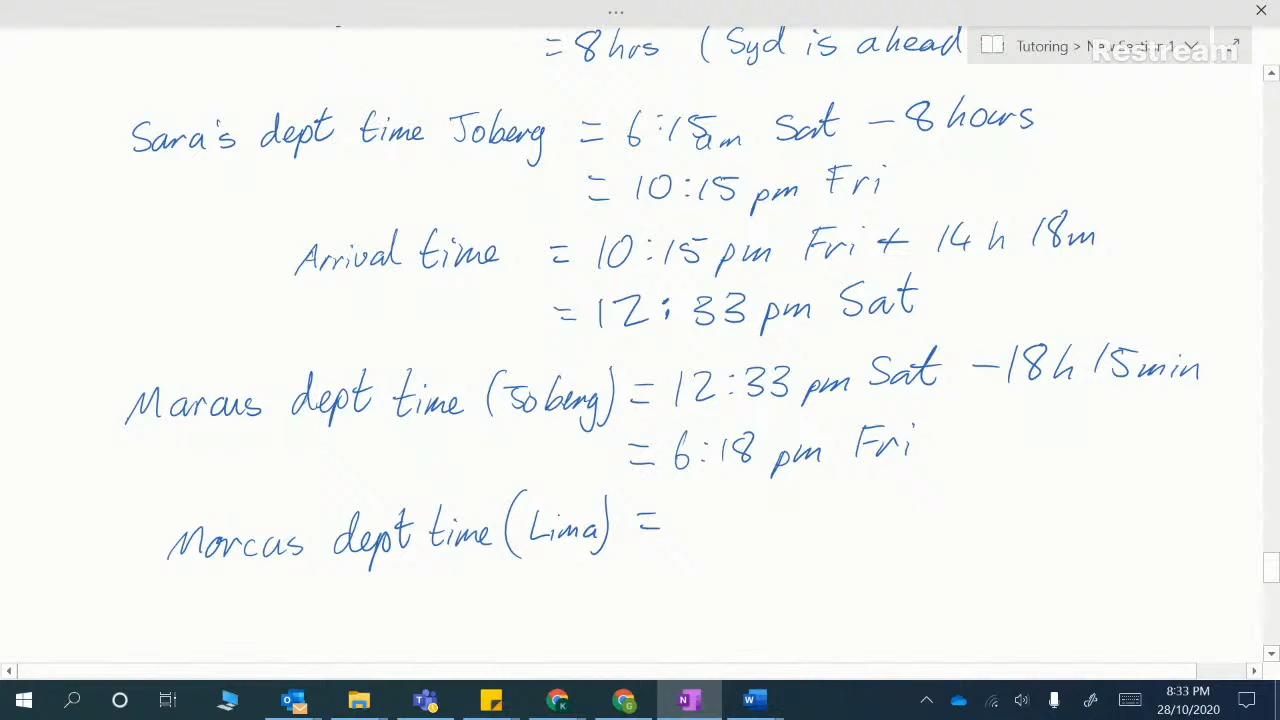 = 8 hrs (Syd is ahead
Tutoring > New Section 1
Restream
Sara's dept time Joberg = 6:15am Sat - 8 hours
= 10:15 pm Fri
Arrival time = 10:15 pm Fri + 14 h 18m
= 12:33 pm Sat
Marcus dept time (Joberg) = 12:33 pm Sat - 18h 15min
= 6:18 pm Fri
Marcus dept time (Lima) =
8:33 PM
28/10/2020